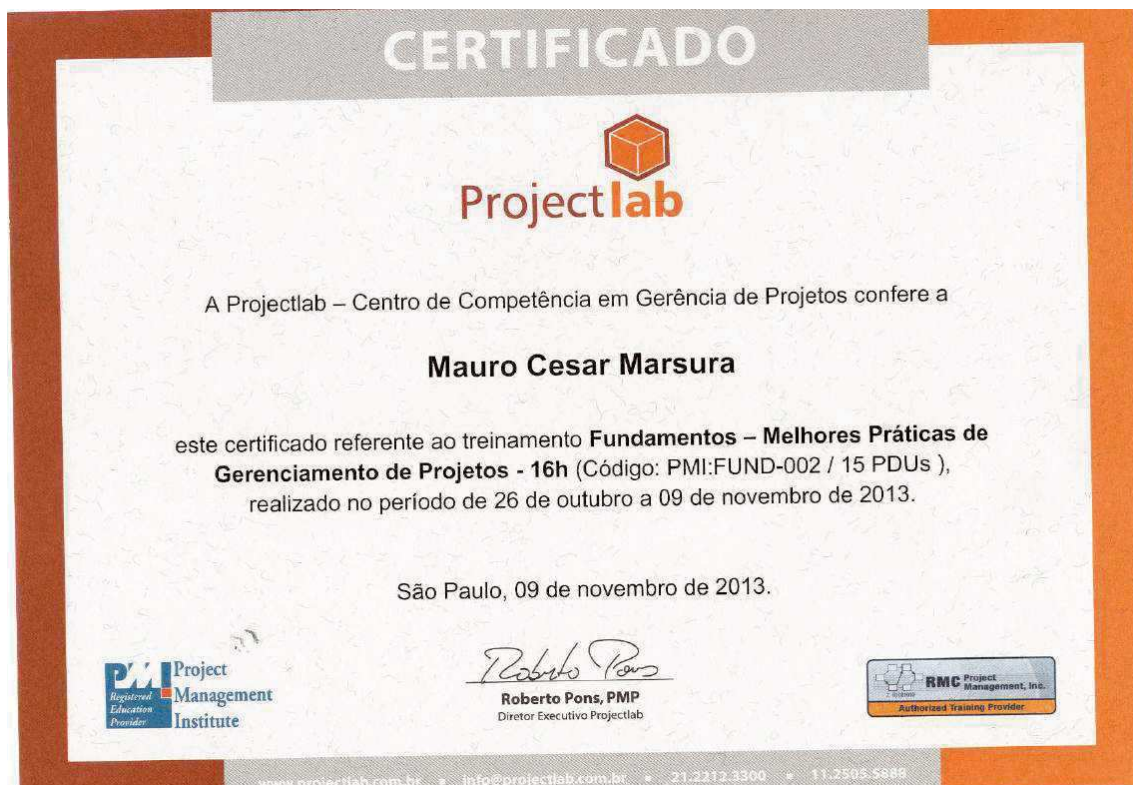 CERTIFICADO
Projectlab
A Projectlab – Centro de Competência em Gerência de Projetos confere a
Mauro Cesar Marsura
este certificado referente ao treinamento Fundamentos – Melhores Práticas de
Gerenciamento de Projetos - 16h (Código: PMI:FUND-002 / 15 PDUs ),
realizado no período de 26 de outubro a 09 de novembro de 2013.
São Paulo, 09 de novembro de 2013.
PMI
Registered
Education
Provider
Project
Management
Institute
Roberto Pons
Roberto Pons, PMP
Diretor Executivo Projectlab
RMC Project
Management, Inc.
Authorized Training Provider
www.projectlab.com.br • info@projectlab.com.br • 21.2212.3300 • 11.2505.5888